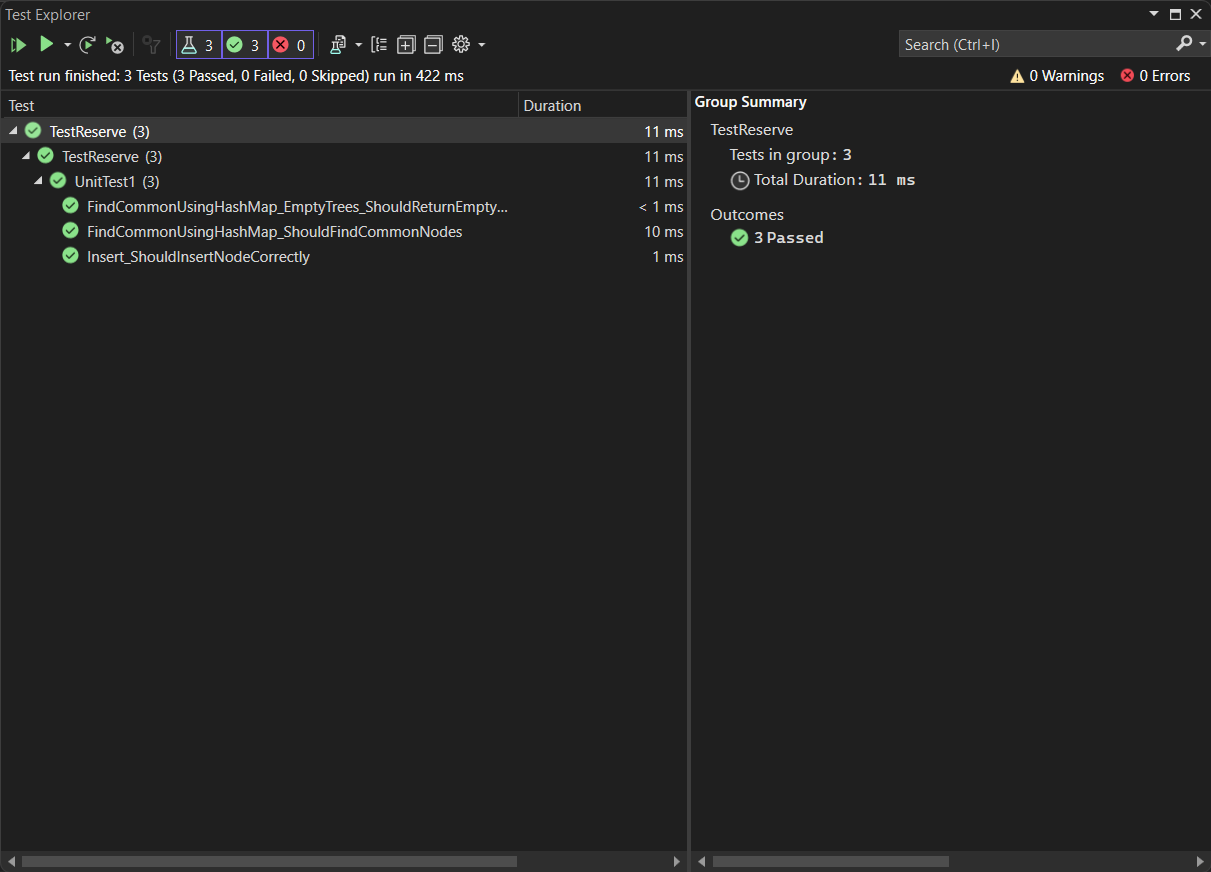 Test Explorer
3 3 0
Search (Ctrl+I)
Test run finished: 3 Tests (3 Passed, 0 Failed, 0 Skipped) run in 422 ms
0 Warnings 0 Errors
Test Duration
TestReserve (3) 11 ms
TestReserve (3) 11 ms
UnitTest1 (3) 11 ms
FindCommonUsingHashMap_EmptyTrees_ShouldReturnEmpty... < 1 ms
FindCommonUsingHashMap_ShouldFindCommonNodes 10 ms
Insert_ShouldInsertNodeCorrectly 1 ms
Group Summary
TestReserve
Tests in group: 3
Total Duration: 11 ms
Outcomes
3 Passed